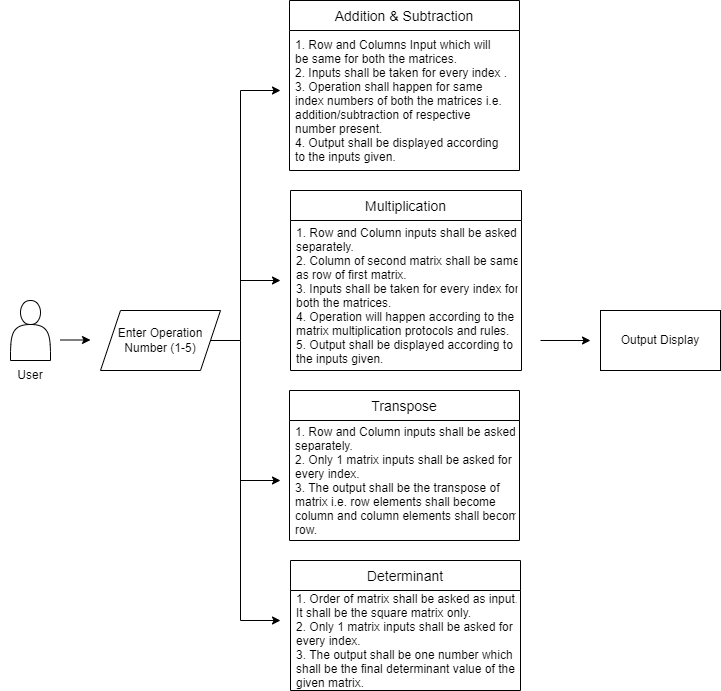 User
Enter Operation
Number (1-5)
Addition & Subtraction
1. Row and Columns Input which will
be same for both the matrices.
2. Inputs shall be taken for every index .
3. Operation shall happen for same
index numbers of both the matrices i.e.
addition/subtraction of respective
number present.
4. Output shall be displayed according
to the inputs given.
Multiplication
1. Row and Column inputs shall be asked
separately.
2. Column of second matrix shall be same
as row of first matrix.
3. Inputs shall be taken for every index for
both the matrices.
4. Operation will happen according to the
matrix multiplication protocols and rules.
5. Output shall be displayed according to
the inputs given.
Transpose
1. Row and Column inputs shall be asked
separately.
2. Only 1 matrix inputs shall be asked for
every index.
3. The output shall be the transpose of
matrix i.e. row elements shall become
column and column elements shall becom
row.
Determinant
1. Order of matrix shall be asked as input.
It shall be the square matrix only.
2. Only 1 matrix inputs shall be asked for
every index.
3. The output shall be one number which
shall be the final determinant value of the
given matrix.
Output Display